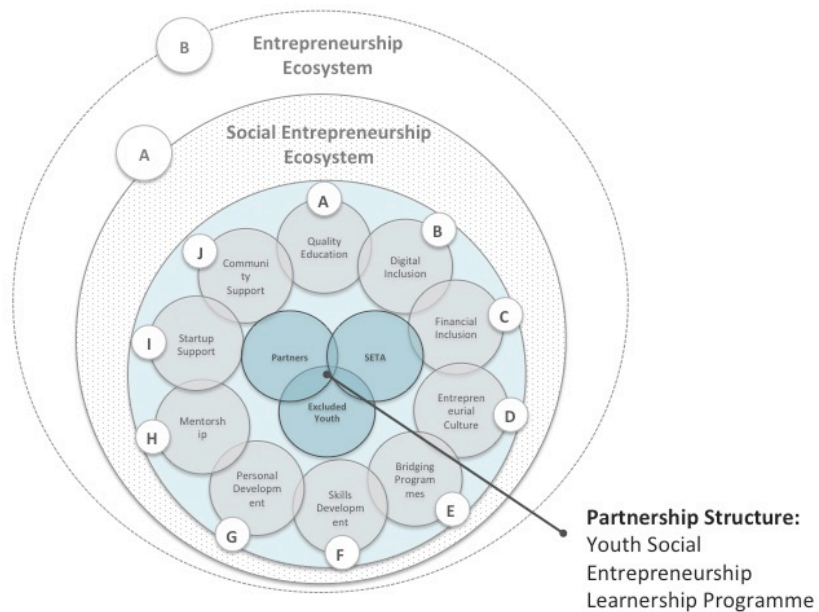 B
Entrepreneurship
Ecosystem
A
Social Entrepreneurship
Ecosystem
A
Quality
Education
B
Digital
Inclusion
C
Financial
Inclusion
D
Entrepren
eurial
Culture
E
Bridging
Program
mes
F
Skills
Developm
ent
G
Personal
Developm
ent
H
Mentorsh
ip
I
Startup
Support
J
Communi
ty
Support
Partners
SETA
Excluded
Youth
Partnership Structure:
Youth Social
Entrepreneurship
Learnership Programme